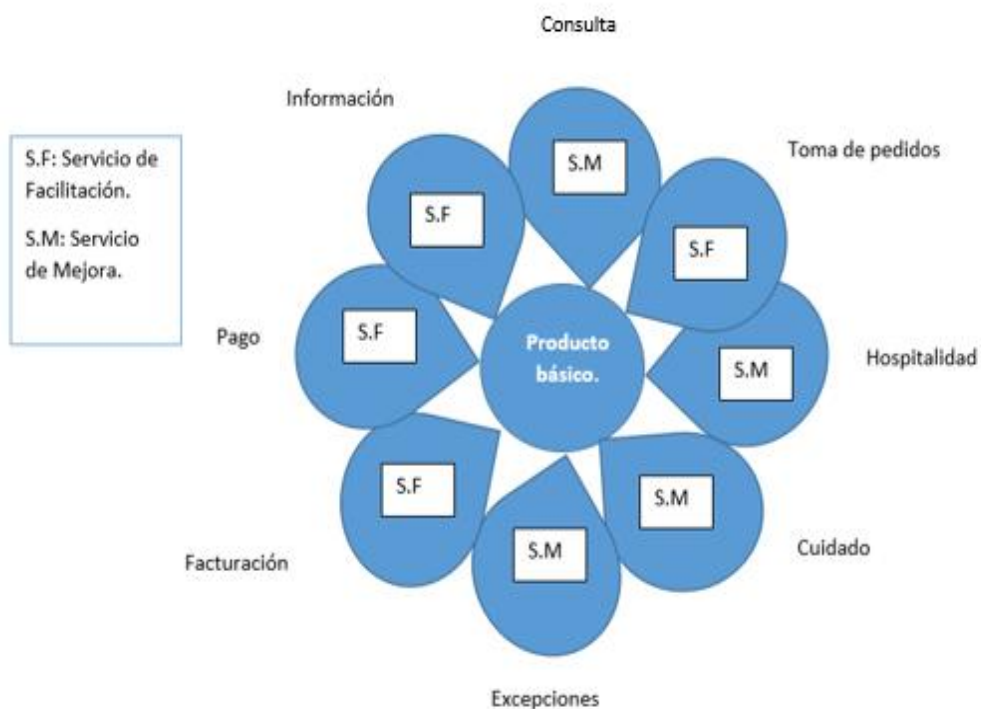 Consulta
Información
Toma de pedidos
S.F: Servicio de
Facilitación.
S.M: Servicio
de Mejora.
S.M
S.F
S.F
Pago
S.F
Producto
básico.
S.M
Hospitalidad
S.F
S.M
Facturación
S.M
Cuidado
Excepciones